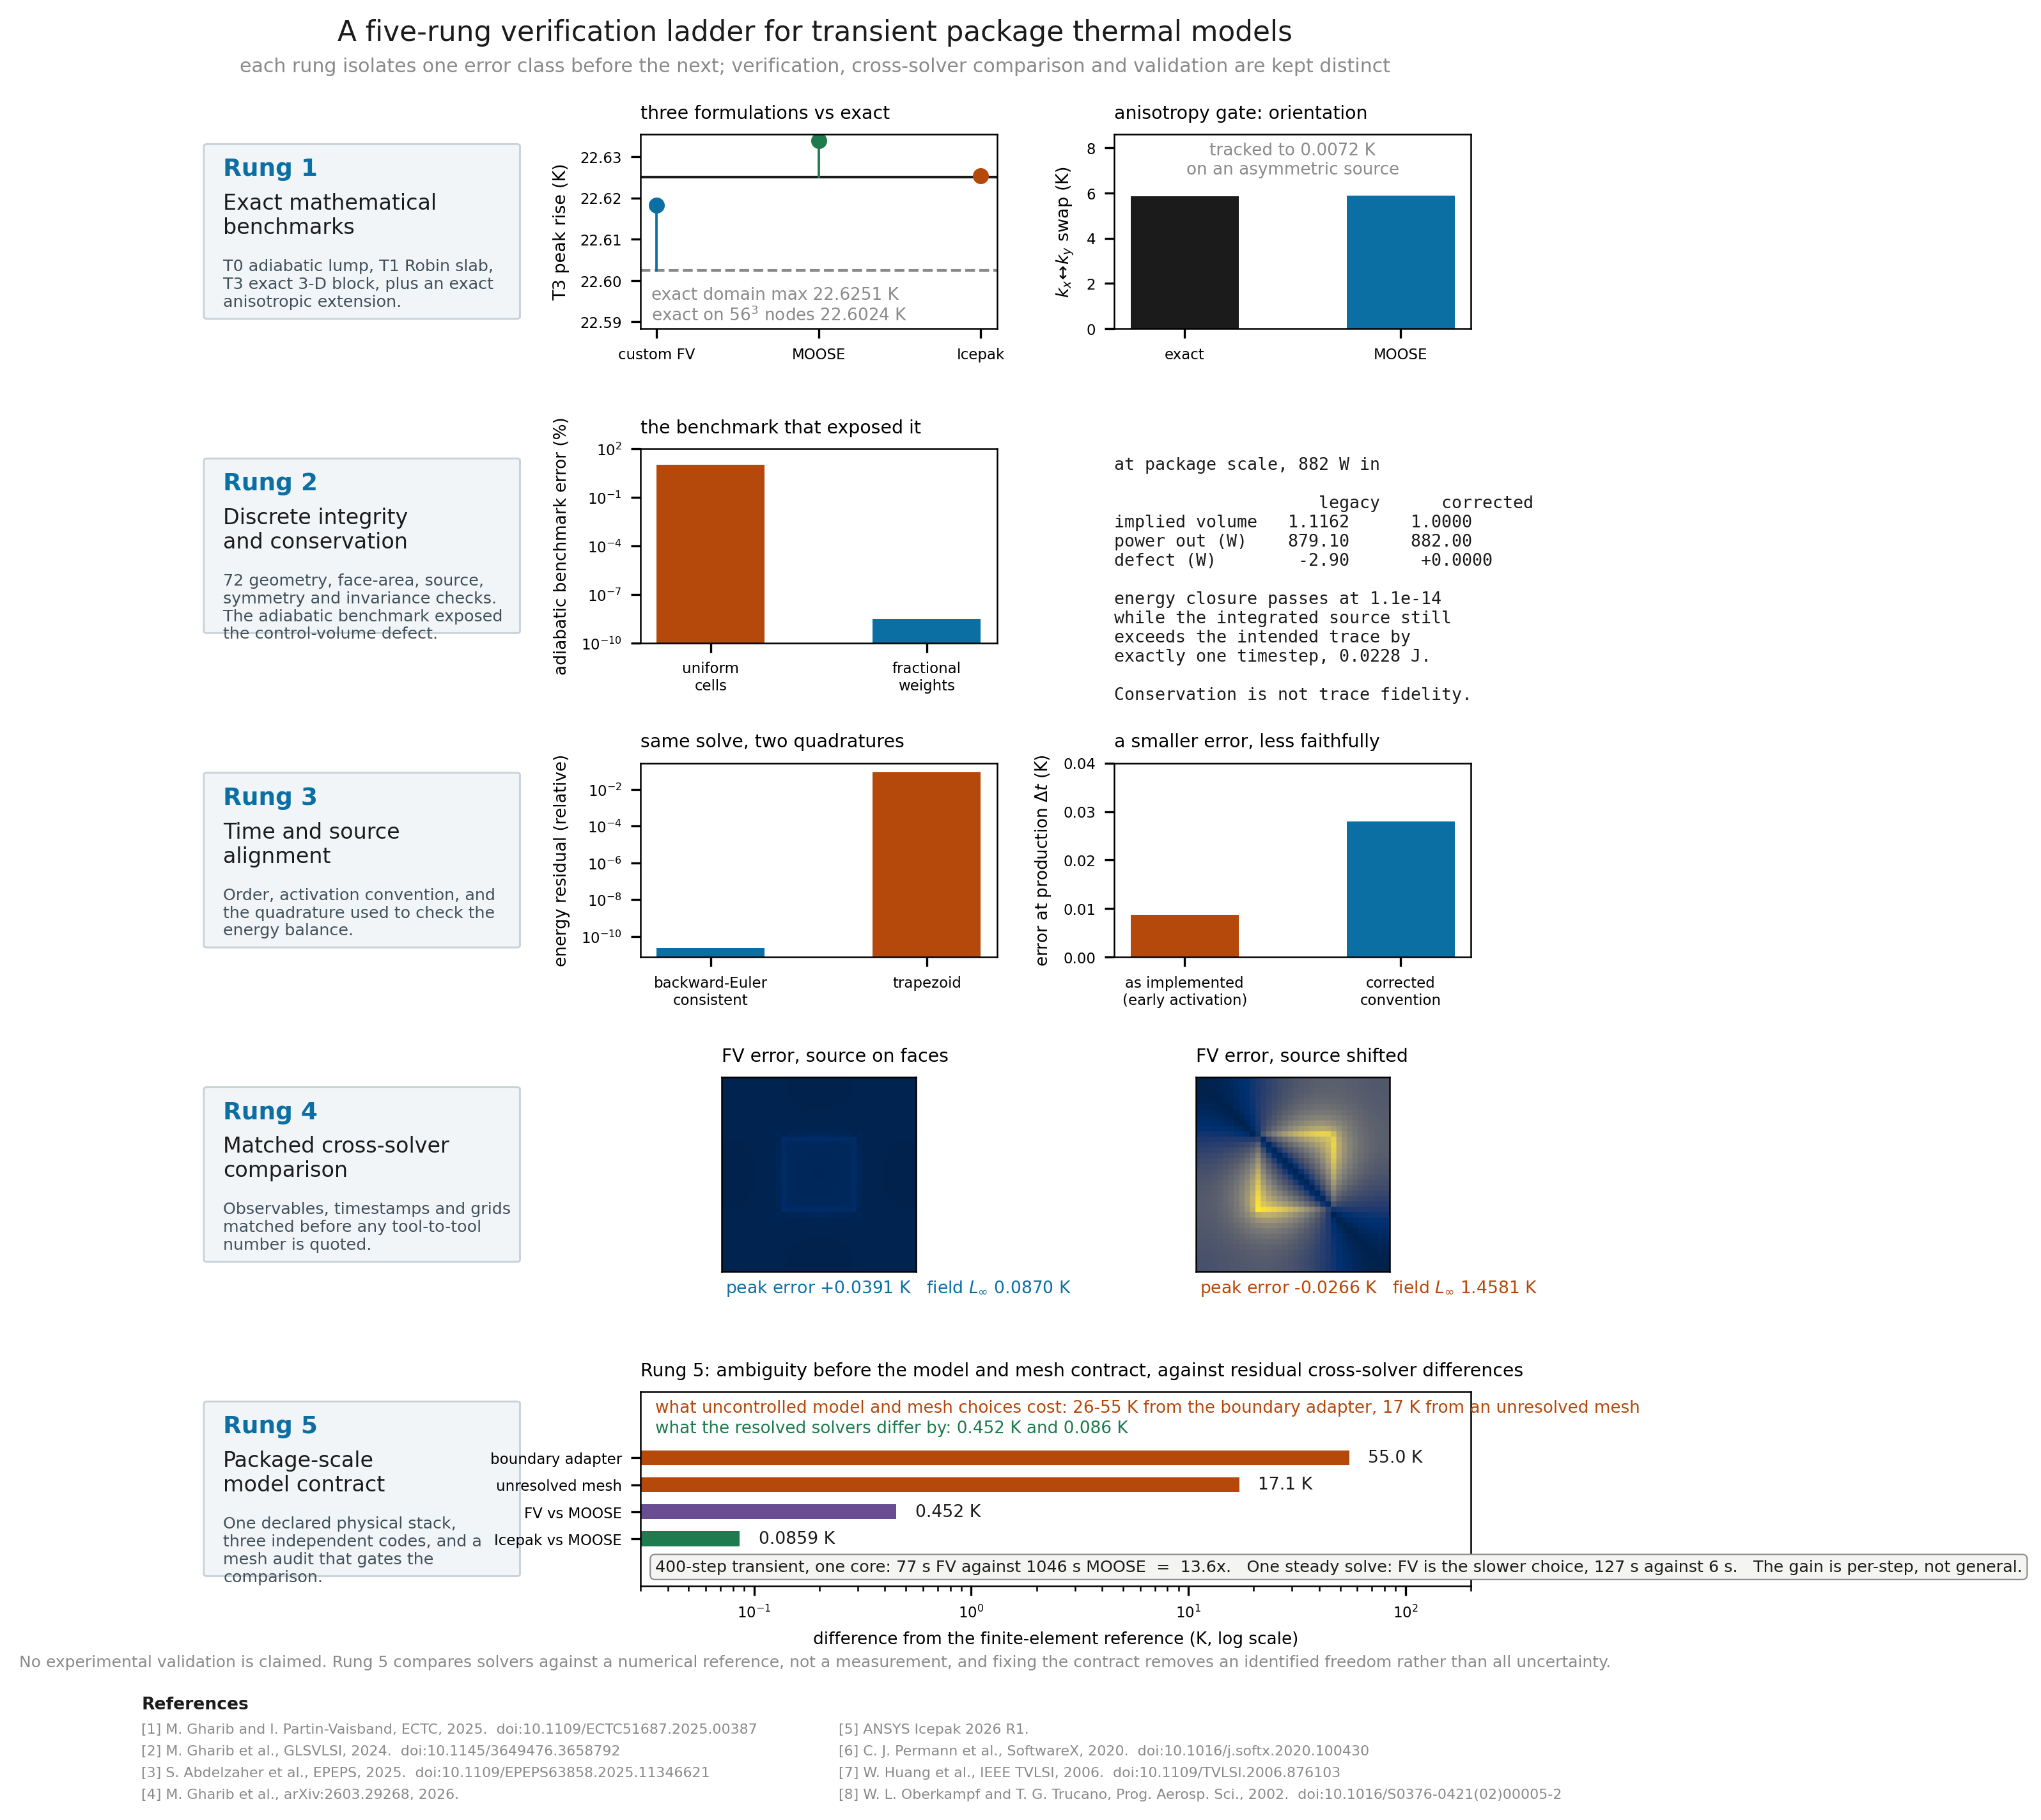 A five-rung verification ladder for transient package thermal models
each rung isolates one error class before the next; verification, cross-solver comparison and validation are kept distinct
Rung 1
Exact mathematical
benchmarks
T0 adiabatic lump, T1 Robin slab,
T3 exact 3-D block, plus an exact
anisotropic extension.
three formulations vs exact
T3 peak rise (K)
22.63
22.62
22.61
22.60
22.59
exact domain max 22.6251 K
exact on 56³ nodes 22.6024 K
custom FV
MOOSE
Icepak
anisotropy gate: orientation
kₓ↔k_y swap (K)
8
6
4
2
0
tracked to 0.0072 K
on an asymmetric source
exact
MOOSE
Rung 2
Discrete integrity
and conservation
72 geometry, face-area, source,
symmetry and invariance checks.
The adiabatic benchmark exposed
the control-volume defect.
the benchmark that exposed it
adiabatic benchmark error (%)
10²
10⁻¹
10⁻⁴
10⁻⁷
10⁻¹⁰
uniform
cells
fractional
weights
at package scale, 882 W in
legacy corrected
implied volume 1.1162 1.0000
power out (W) 879.10 882.00
defect (W) -2.90 +0.0000
energy closure passes at 1.1e-14
while the integrated source still
exceeds the intended trace by
exactly one timestep, 0.0228 J.
Conservation is not trace fidelity.
Rung 3
Time and source
alignment
Order, activation convention, and
the quadrature used to check the
energy balance.
same solve, two quadratures
energy residual (relative)
10⁻²
10⁻⁴
10⁻⁶
10⁻⁸
10⁻¹⁰
backward-Euler
consistent
trapezoid
a smaller error, less faithfully
error at production Δt (K)
0.04
0.03
0.02
0.01
0.00
as implemented
(early activation)
corrected
convention
Rung 4
Matched cross-solver
comparison
Observables, timestamps and grids
matched before any tool-to-tool
number is quoted.
FV error, source on faces
peak error +0.0391 K field L∞ 0.0870 K
FV error, source shifted
peak error -0.0266 K field L∞ 1.4581 K
Rung 5
Package-scale
model contract
One declared physical stack,
three independent codes, and a
mesh audit that gates the
comparison.
Rung 5: ambiguity before the model and mesh contract, against residual cross-solver differences
what uncontrolled model and mesh choices cost: 26-55 K from the boundary adapter, 17 K from an unresolved mesh
what the resolved solvers differ by: 0.452 K and 0.086 K
boundary adapter 55.0 K
unresolved mesh 17.1 K
FV vs MOOSE 0.452 K
Icepak vs MOOSE 0.0859 K
400-step transient, one core: 77 s FV against 1046 s MOOSE = 13.6x. One steady solve: FV is the slower choice, 127 s against 6 s. The gain is per-step, not general.
10⁻¹ 10⁰ 10¹ 10²
difference from the finite-element reference (K, log scale)
No experimental validation is claimed. Rung 5 compares solvers against a numerical reference, not a measurement, and fixing the contract removes an identified freedom rather than all uncertainty.
References
[1] M. Gharib and I. Partin-Vaisband, ECTC, 2025. doi:10.1109/ECTC51687.2025.00387
[2] M. Gharib et al., GLSVLSI, 2024. doi:10.1145/3649476.3658792
[3] S. Abdelzaher et al., EPEPS, 2025. doi:10.1109/EPEPS63858.2025.11346621
[4] M. Gharib et al., arXiv:2603.29268, 2026.
[5] ANSYS Icepak 2026 R1.
[6] C. J. Permann et al., SoftwareX, 2020. doi:10.1016/j.softx.2020.100430
[7] W. Huang et al., IEEE TVLSI, 2006. doi:10.1109/TVLSI.2006.876103
[8] W. L. Oberkampf and T. G. Trucano, Prog. Aerosp. Sci., 2002. doi:10.1016/S0376-0421(02)00005-2